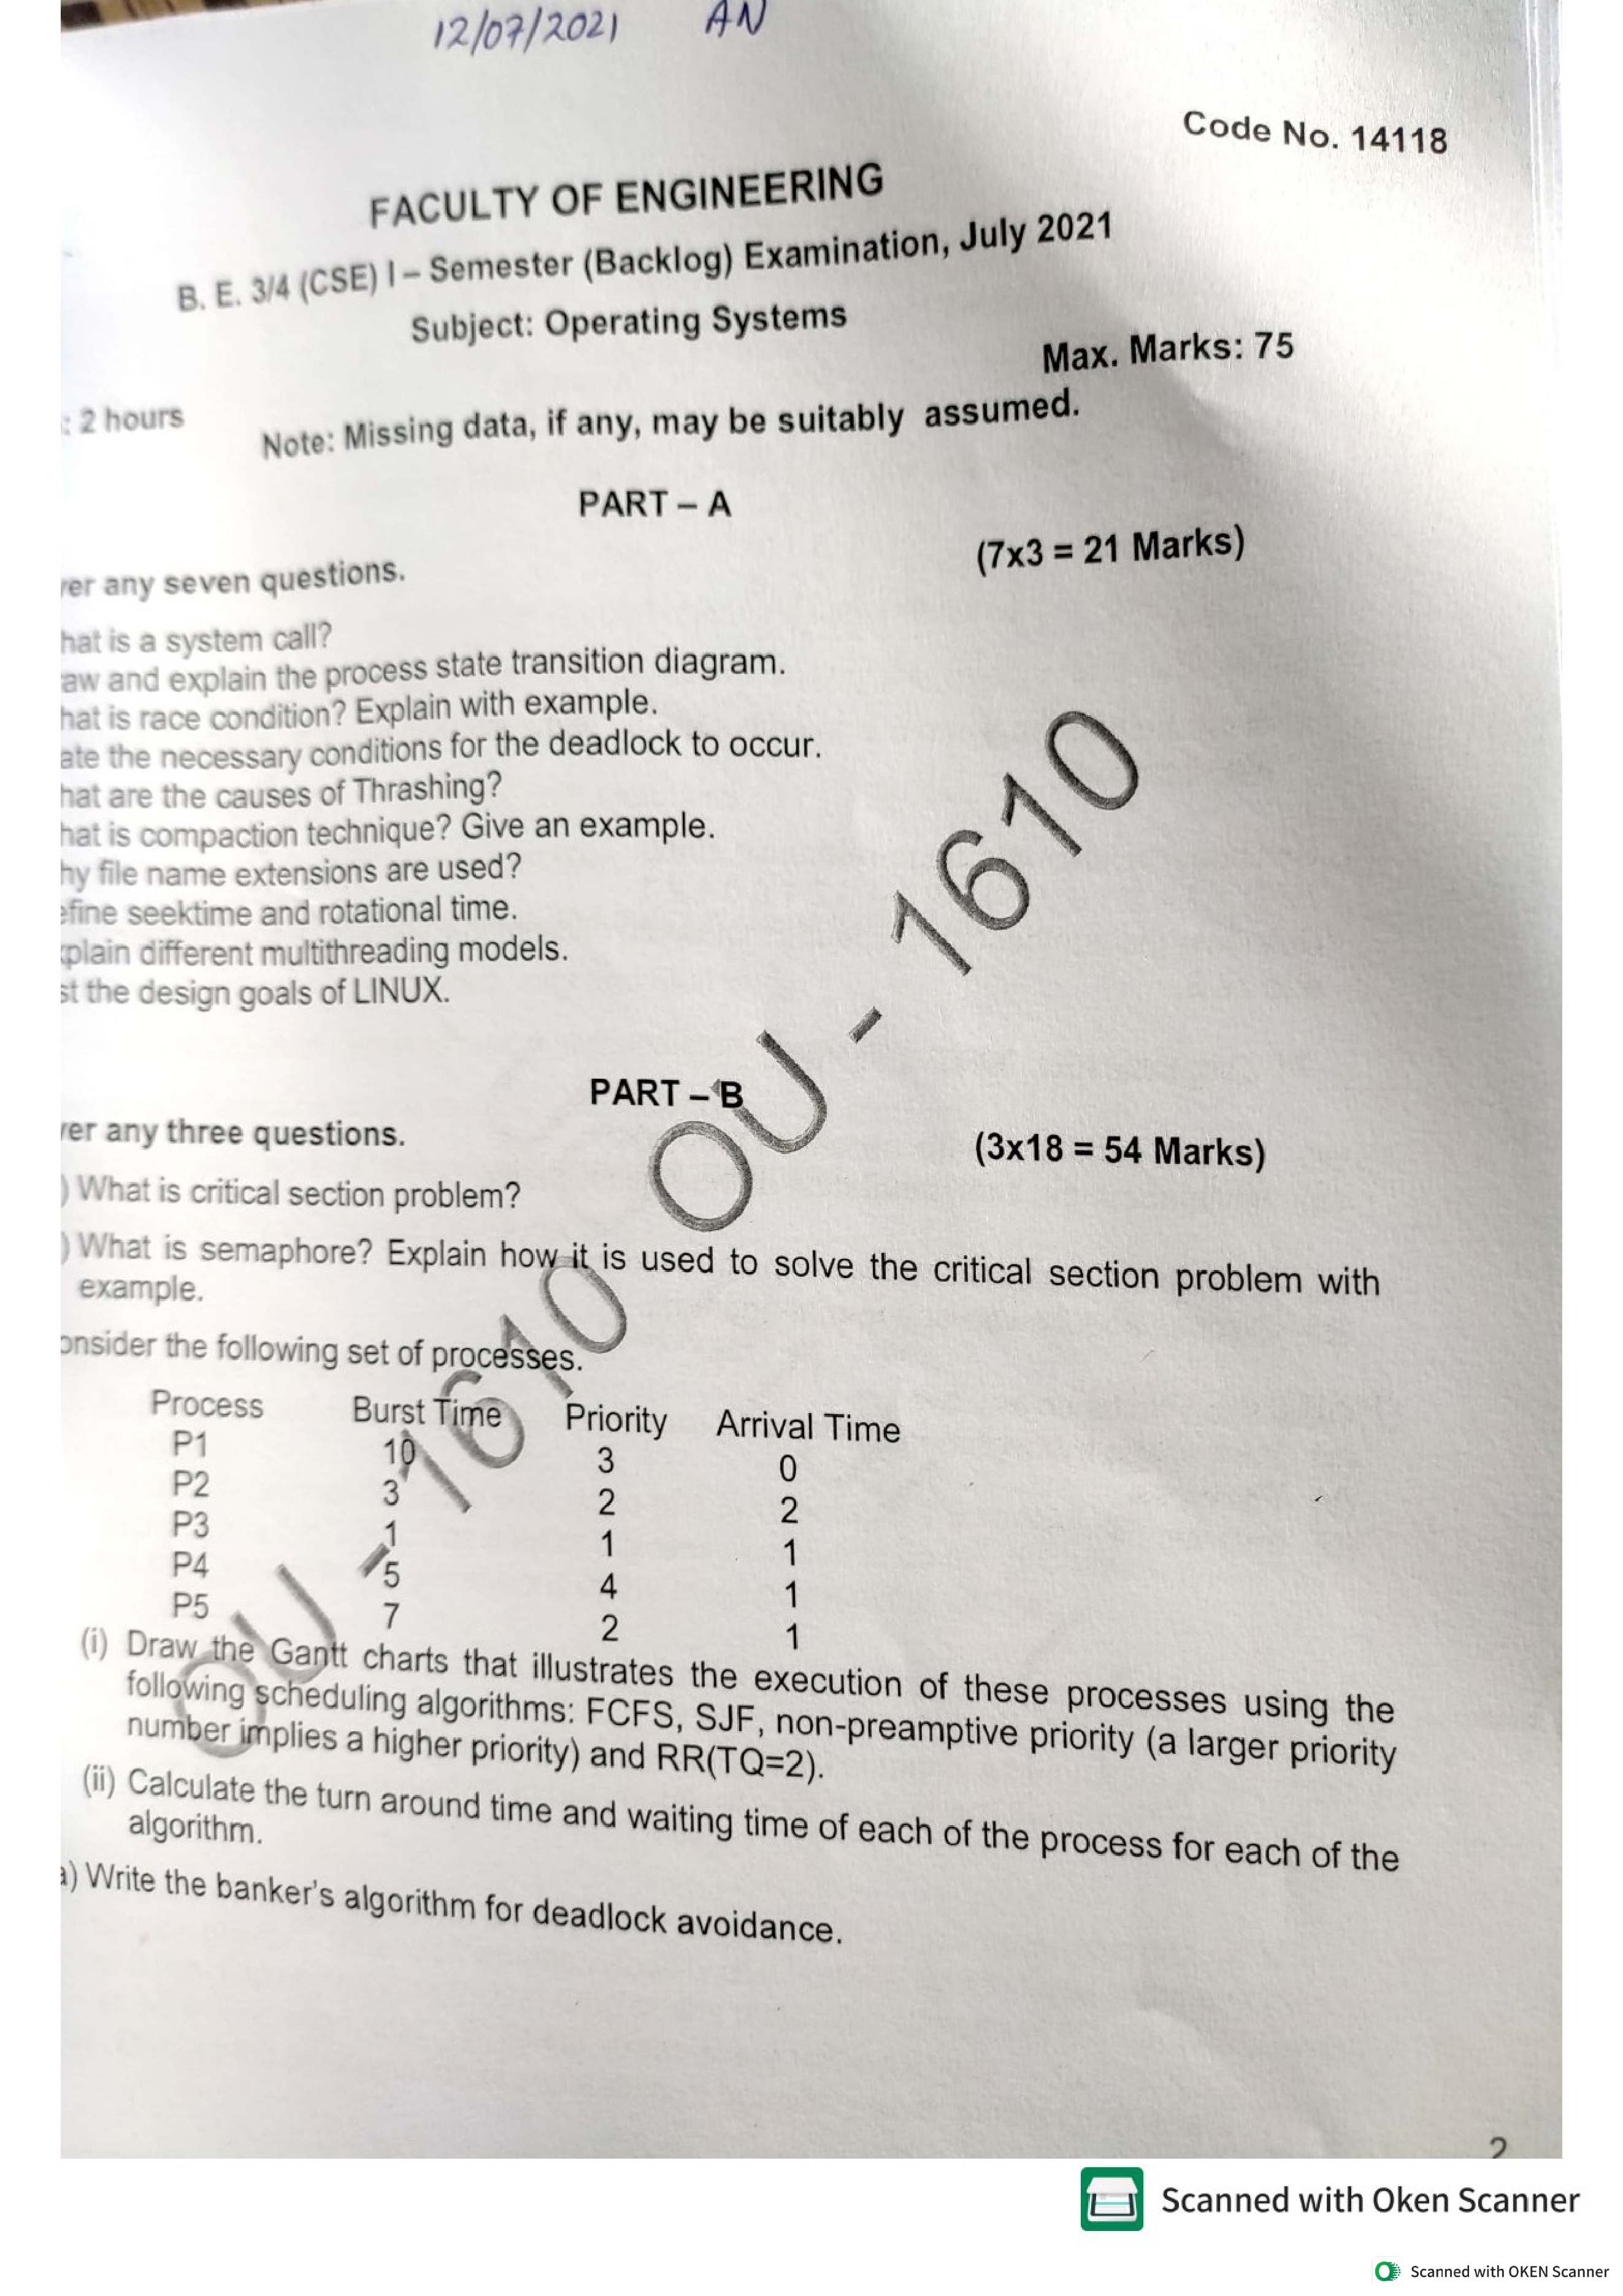 12/07/2021 AN
Code No. 14118
FACULTY OF ENGINEERING
B. E. 3/4 (CSE) I – Semester (Backlog) Examination, July 2021
Subject: Operating Systems
Max. Marks: 75
: 2 hours
Note: Missing data, if any, may be suitably assumed.
PART – A
(7x3 = 21 Marks)
er any seven questions.
hat is a system call?
aw and explain the process state transition diagram.
hat is race condition? Explain with example.
ate the necessary conditions for the deadlock to occur.
hat are the causes of Thrashing?
hat is compaction technique? Give an example.
hy file name extensions are used?
efine seektime and rotational time.
plain different multithreading models.
st the design goals of LINUX.
PART – B
er any three questions.
(3x18 = 54 Marks)
) What is critical section problem?
) What is semaphore? Explain how it is used to solve the critical section problem with
example.
onsider the following set of processes.
Process Burst Time Priority Arrival Time
P1 10 3 0
P2 3 2 2
P3 1 1 1
P4 5 4 1
P5 7 2 1
(i) Draw the Gantt charts that illustrates the execution of these processes using the
following scheduling algorithms: FCFS, SJF, non-preamptive priority (a larger priority
number implies a higher priority) and RR(TQ=2).
(ii) Calculate the turn around time and waiting time of each of the process for each of the
algorithm.
a) Write the banker's algorithm for deadlock avoidance.
OU - 1610 OU - 1610
2
Scanned with Oken Scanner
Scanned with OKEN Scanner